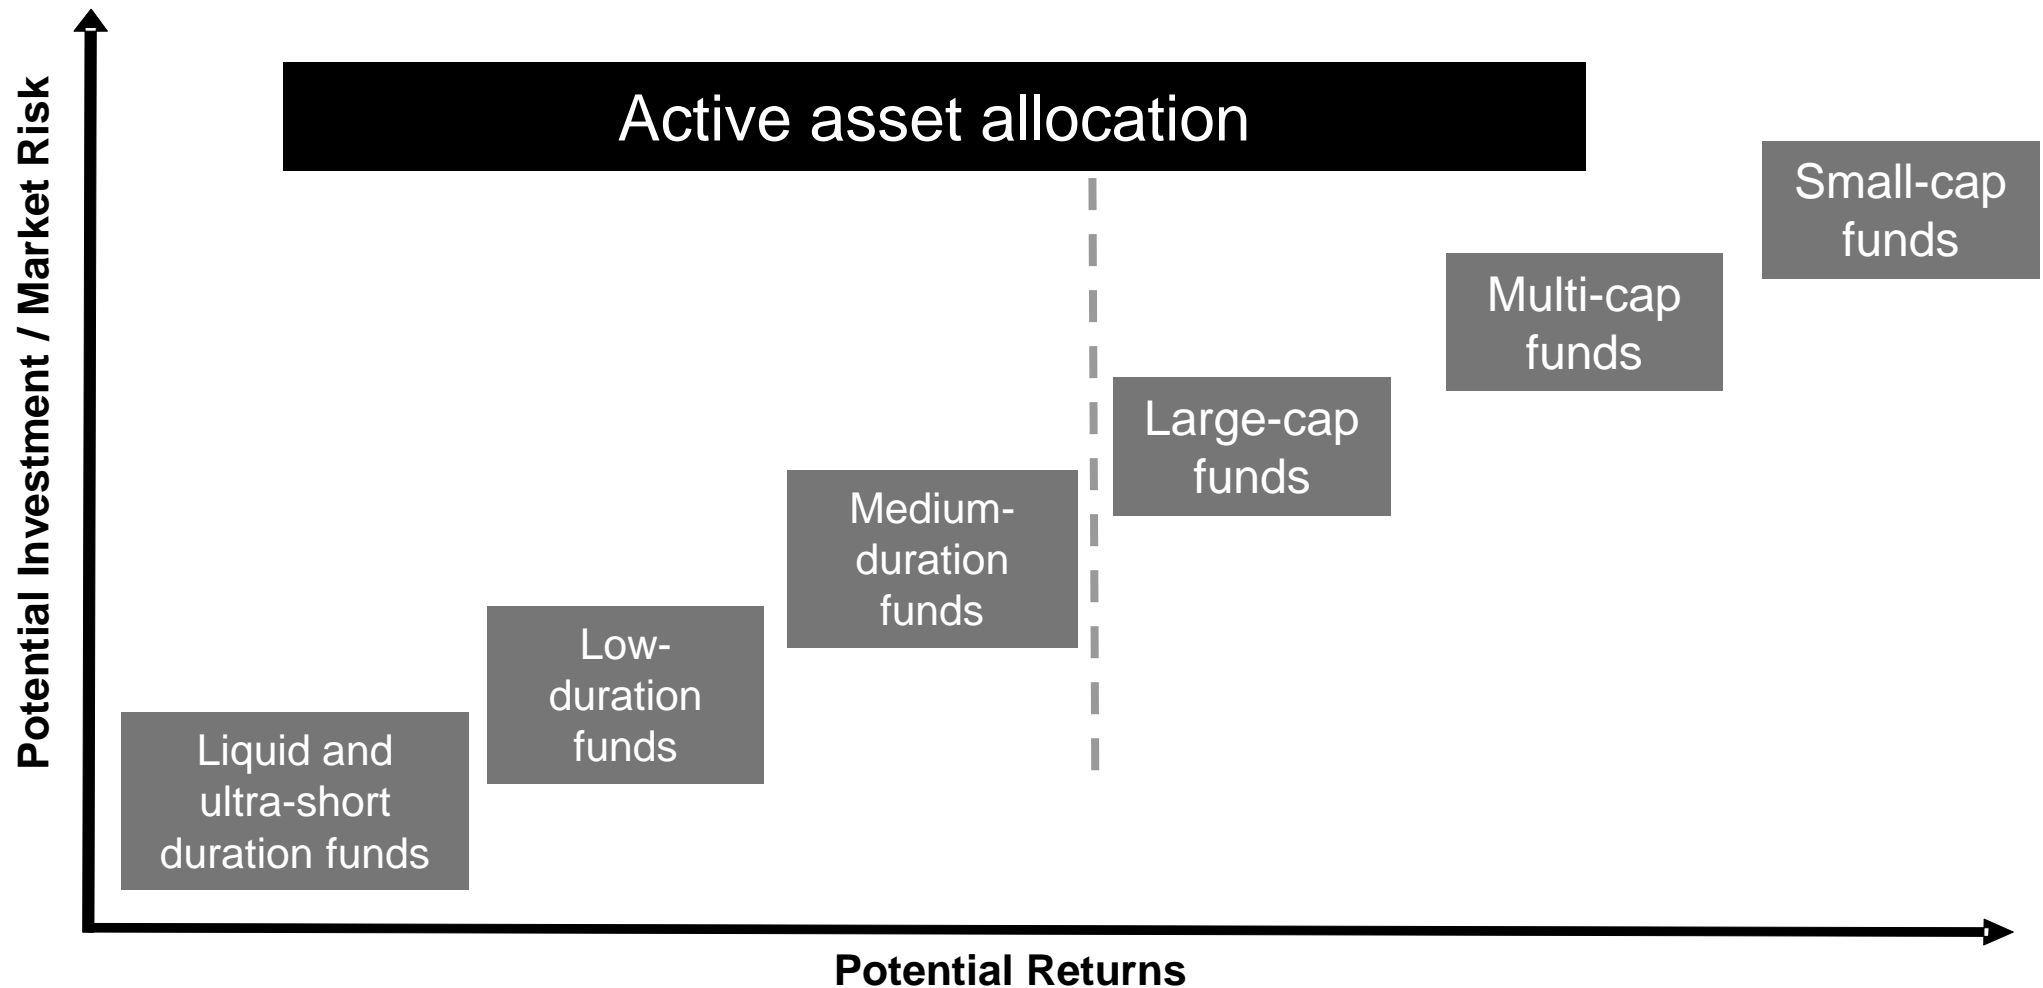 Potential Investment / Market Risk
Active asset allocation
Small-cap
funds
Multi-cap
funds
Large-cap
funds
Medium-
duration
funds
Low-
duration
funds
Liquid and
ultra-short
duration funds
Potential Returns